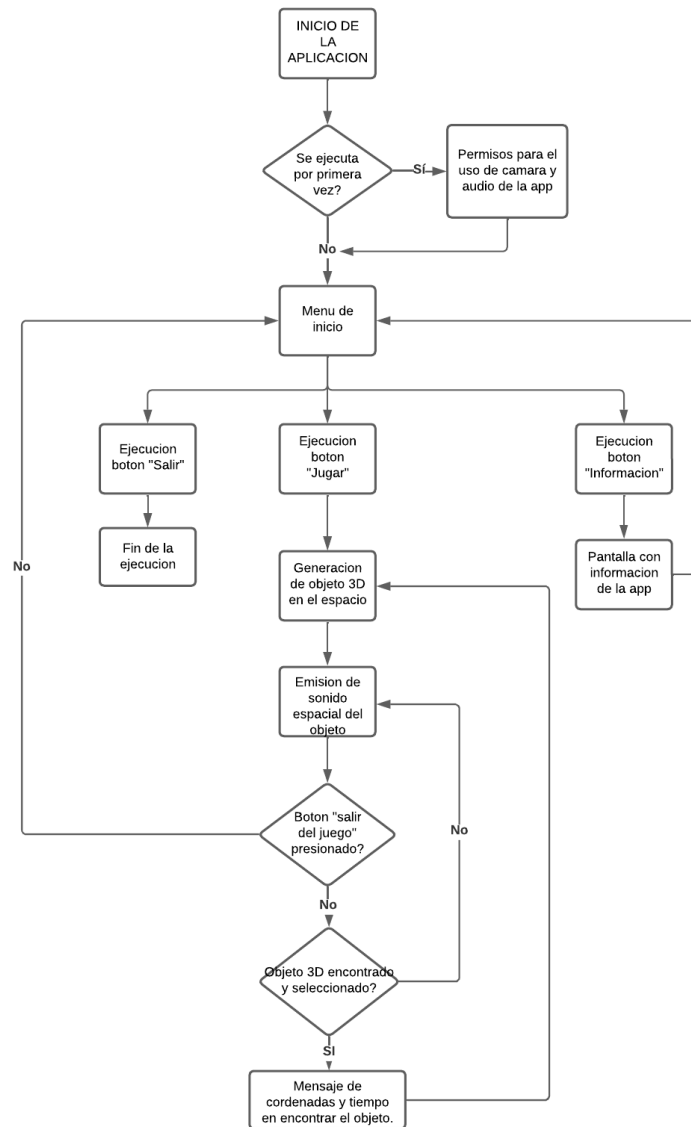 INICIO DE
LA
APLICACION
Se ejecuta
por primera
vez?
Sí
Permisos para el
uso de camara y
audio de la app
No
Menu de
inicio
Ejecucion
boton "Salir"
Ejecucion
boton
"Jugar"
Ejecucion
boton
"Informacion"
Fin de la
ejecucion
Generacion
de objeto 3D
en el espacio
Pantalla con
informacion
de la app
No
Emision de
sonido
espacial del
objeto
Boton "salir
del juego"
presionado?
No
No
Objeto 3D encontrado
y seleccionado?
SI
Mensaje de
cordenadas y tiempo
en encontrar el objeto.